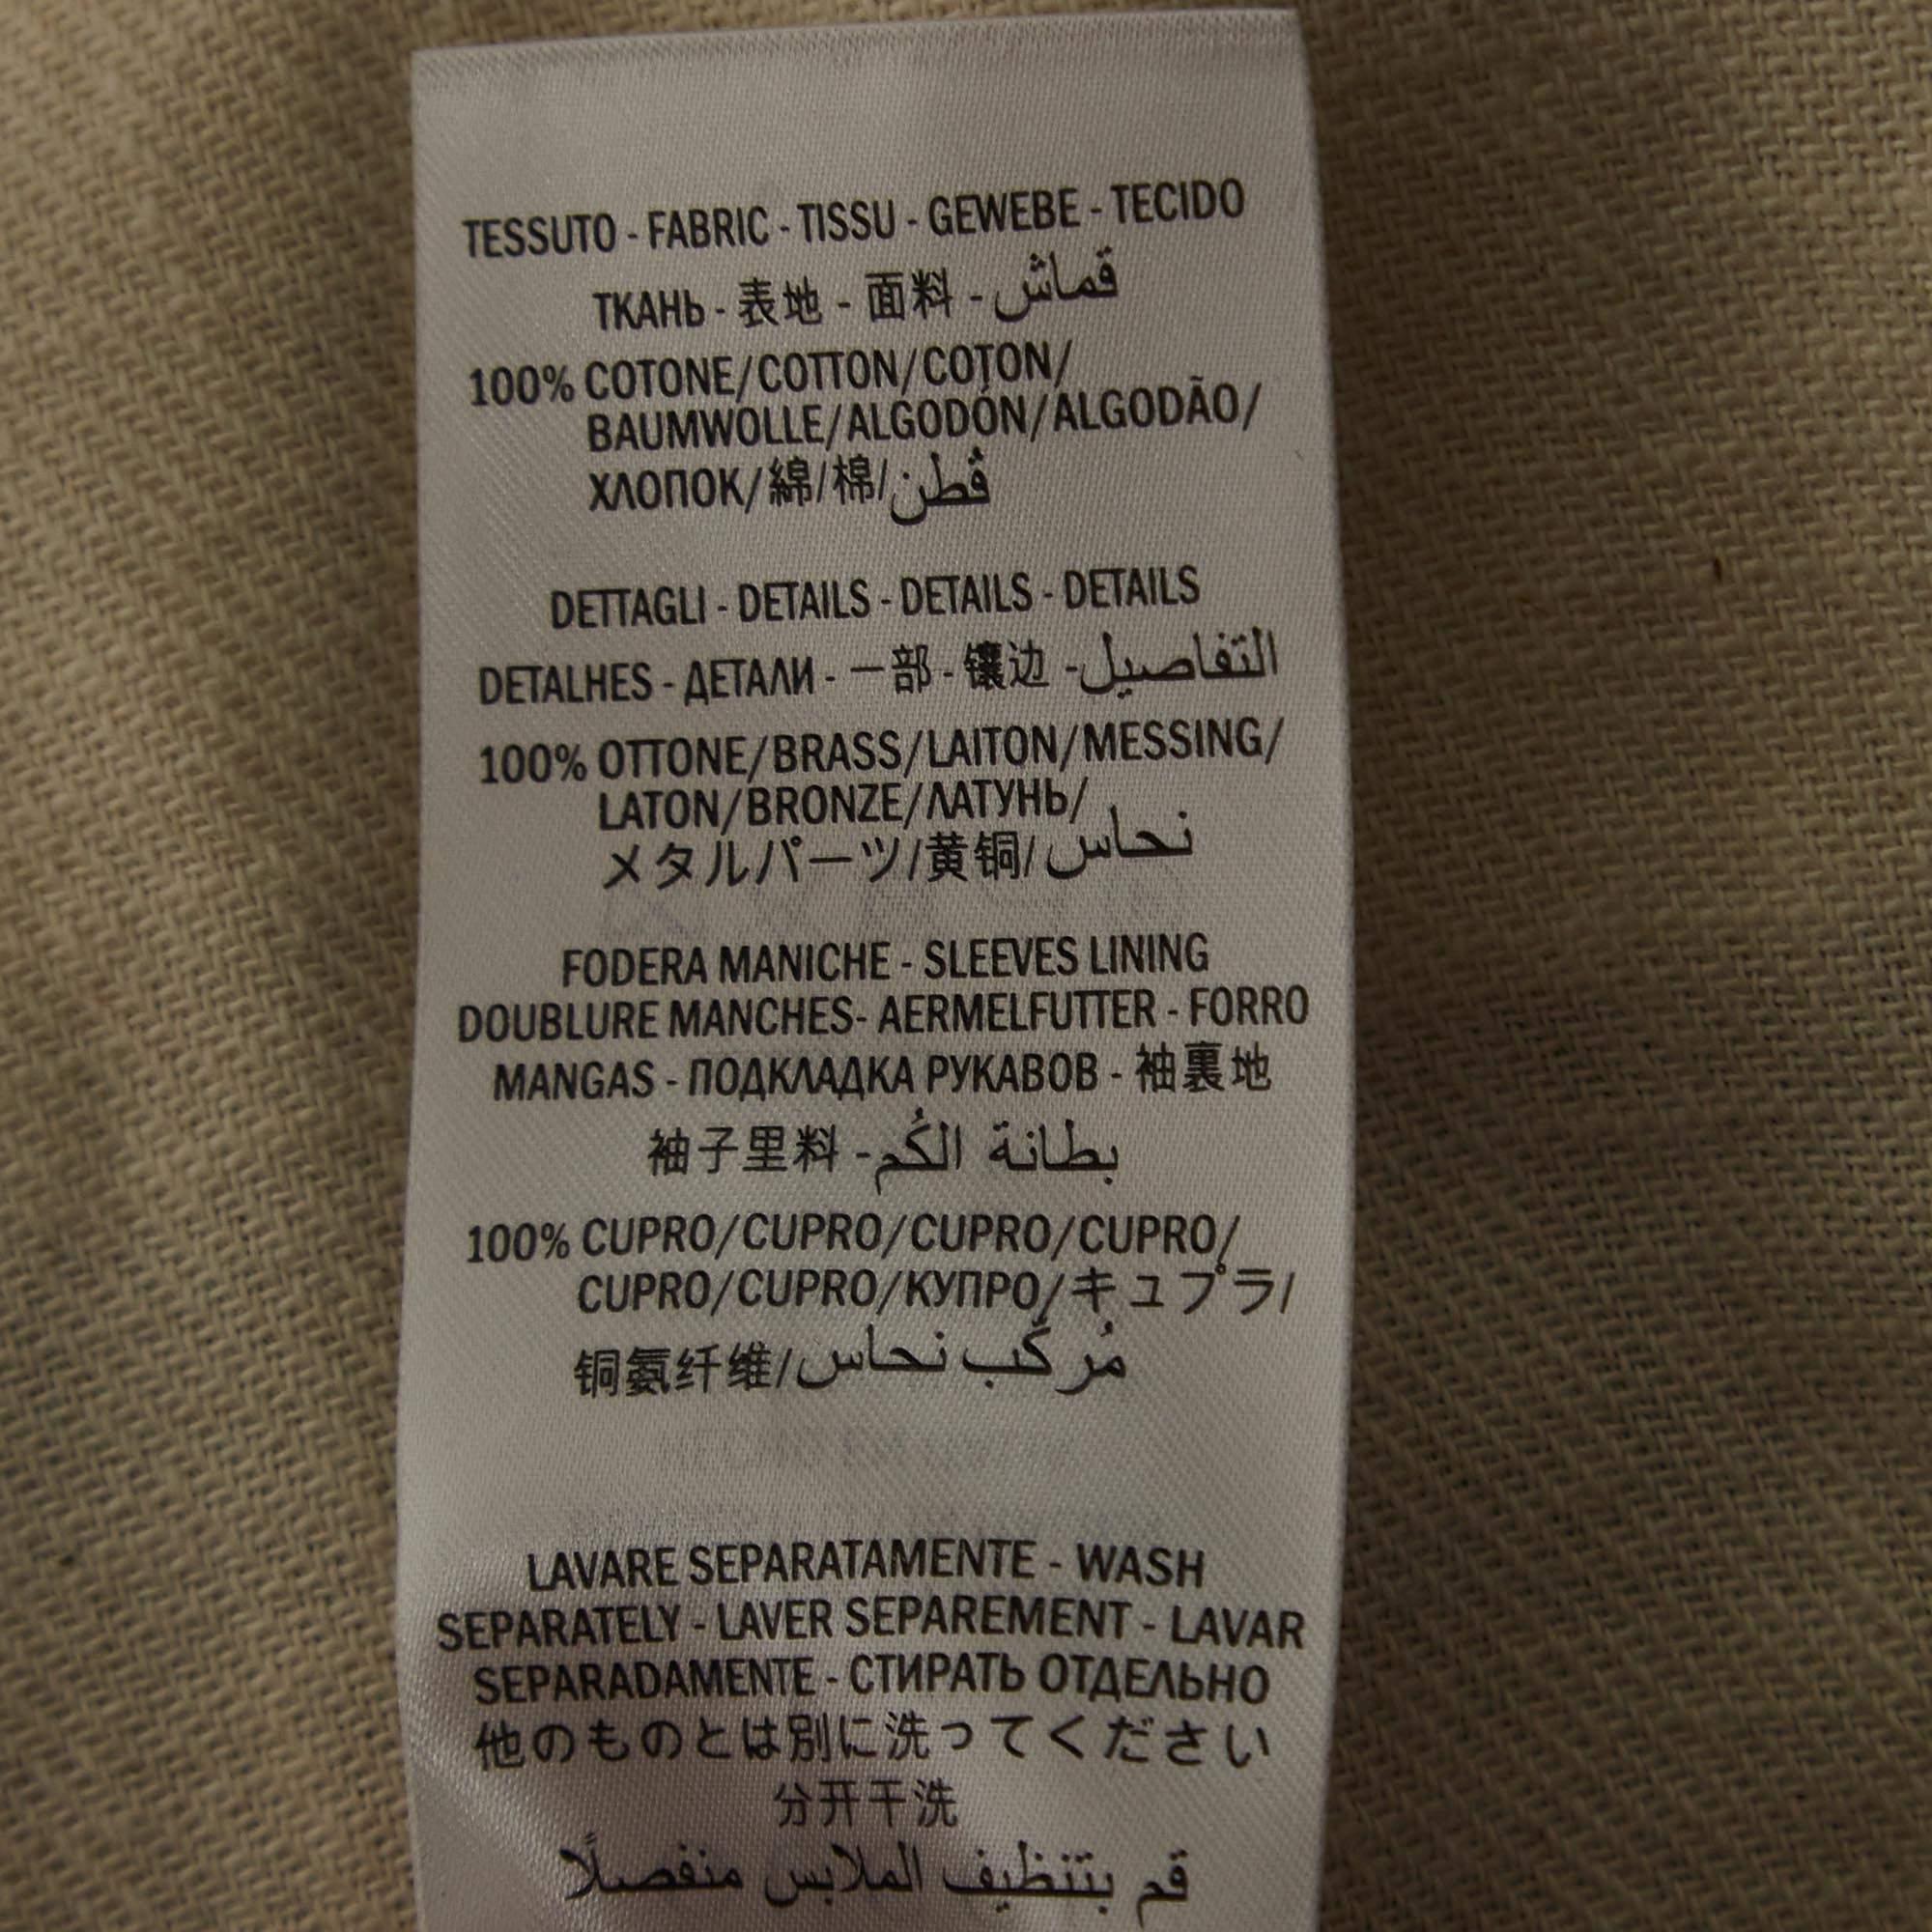 TESSUTO - FABRIC - TISSU - GEWEBE - TECIDO
ТКАНЬ - 表地 - 面料 - قماش
100% COTONE/COTTON/COTON/
BAUMWOLLE/ALGODÓN/ALGODÃO/
ХЛОПОК/綿/棉/قُطن
DETTAGLI - DETAILS - DETAILS - DETAILS
DETALHES - ДЕТАЛИ - 一部 - 镶边 - التفاصيل
100% OTTONE/BRASS/LAITON/MESSING/
LATON/BRONZE/ЛАТУНЬ/
メタルパーツ/黄铜/نحاس
FODERA MANICHE - SLEEVES LINING
DOUBLURE MANCHES- AERMELFUTTER - FORRO
MANGAS - ПОДКЛАДКА РУКАВОВ - 袖裏地
袖子里料 - بطانة الكُم
100% CUPRO/CUPRO/CUPRO/CUPRO/
CUPRO/CUPRO/КУПРО/キュプラ/
铜氨纤维/مُركب نحاس
LAVARE SEPARATAMENTE - WASH
SEPARATELY - LAVER SEPAREMENT - LAVAR
SEPARADAMENTE - СТИРАТЬ ОТДЕЛЬНО
他のものとは別に洗ってください
分开干洗
قم بتنظيف الملابس منفصلًا